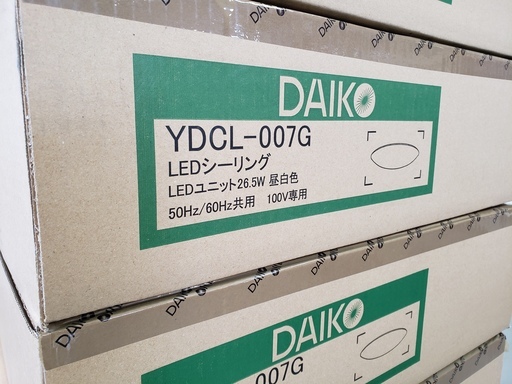 DAIKO
YDCL-007G
LEDシーリング
LEDユニット26.5W 昼白色
50Hz/60Hz共用 100V専用
DAIKO
-007G